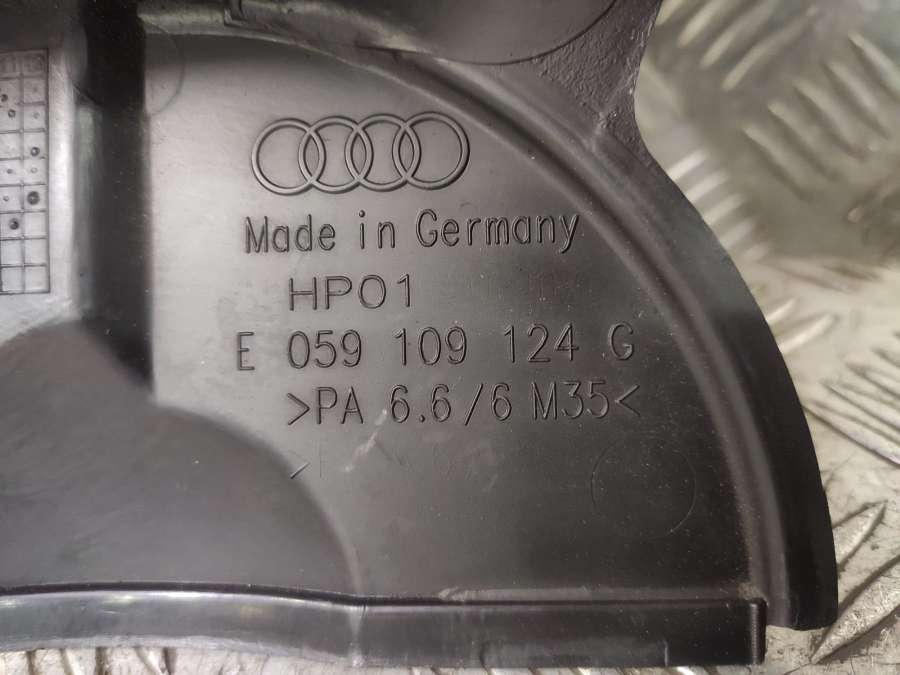 Made in Germany
HP01
E 059 109 124 G
>PA 6.6/6 M35<